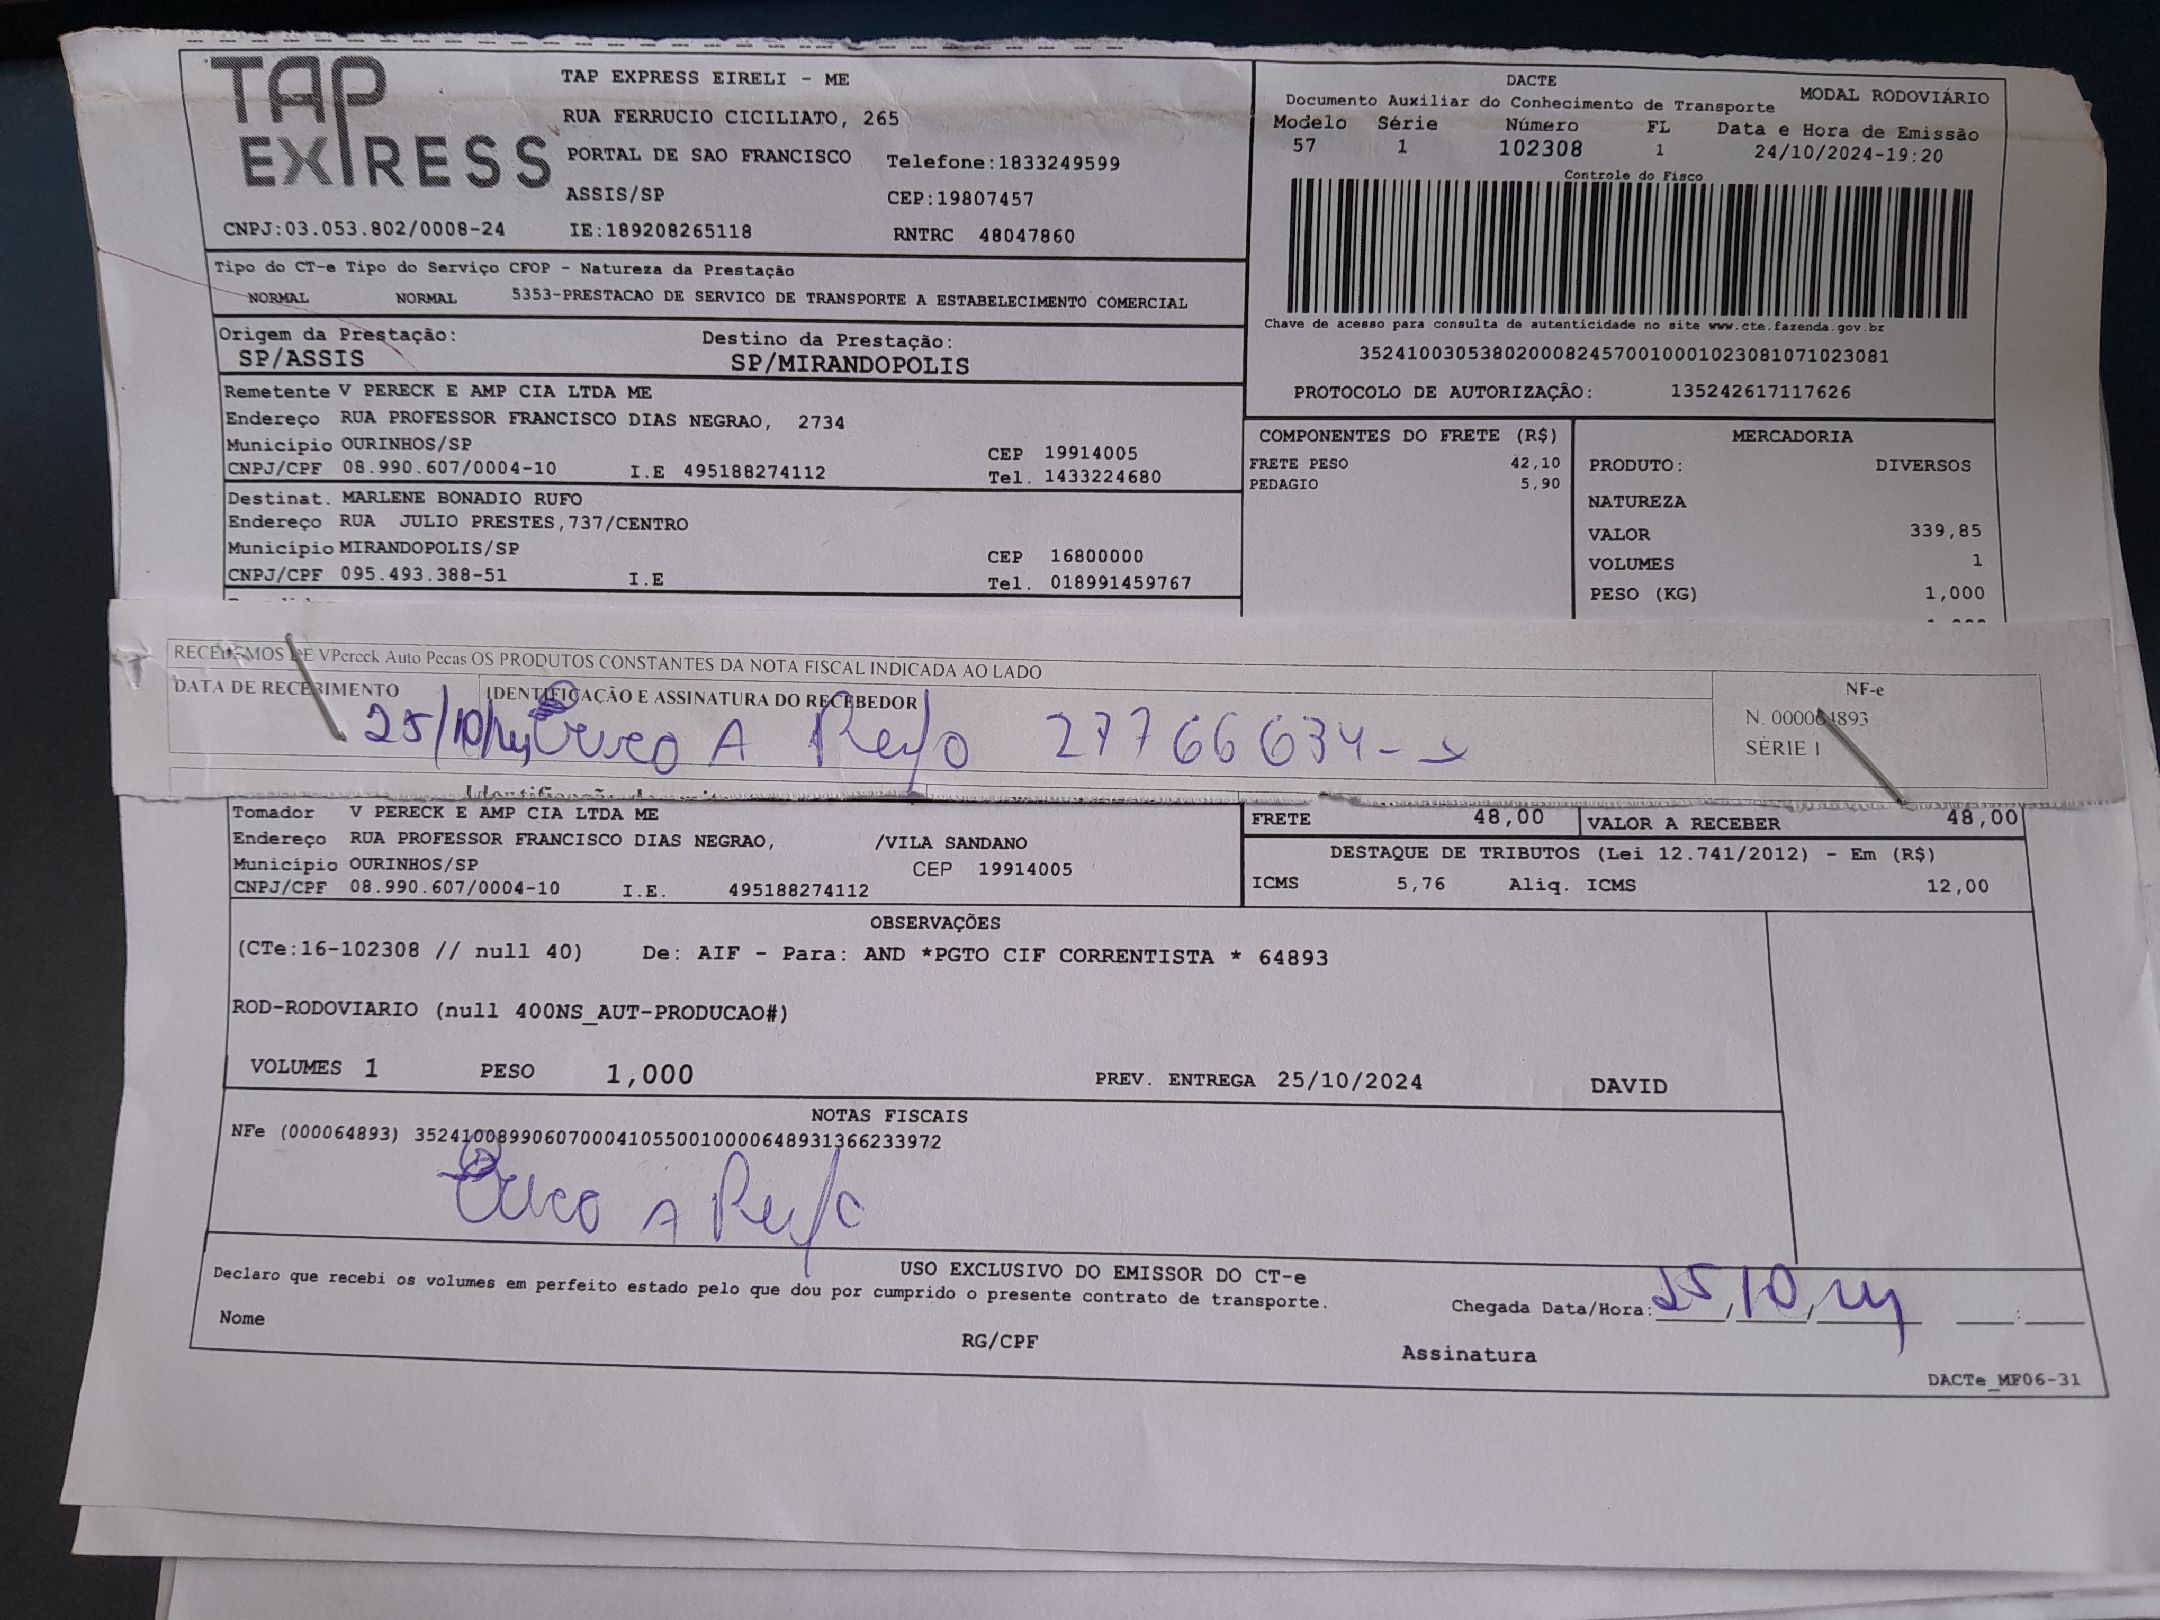 TAP EXPRESS
TAP EXPRESS EIRELI - ME
RUA FERRUCIO CICILIATO, 265
PORTAL DE SAO FRANCISCO Telefone:1833249599
ASSIS/SP CEP:19807457
CNPJ:03.053.802/0008-24 IE:189208265118 RNTRC 48047860
DACTE
Documento Auxiliar do Conhecimento de Transporte MODAL RODOVIÁRIO
Modelo Série Número FL Data e Hora de Emissão
57 1 102308 1 24/10/2024-19:20
Controle do Fisco
Chave de acesso para consulta de autenticidade no site www.cte.fazenda.gov.br
35241003053802000824570010001023081071023081
PROTOCOLO DE AUTORIZAÇÃO: 135242617117626
Tipo do CT-e Tipo do Serviço CFOP - Natureza da Prestação
NORMAL NORMAL 5353-PRESTACAO DE SERVICO DE TRANSPORTE A ESTABELECIMENTO COMERCIAL
Origem da Prestação: Destino da Prestação:
SP/ASSIS SP/MIRANDOPOLIS
Remetente V PERECK E AMP CIA LTDA ME
Endereço RUA PROFESSOR FRANCISCO DIAS NEGRAO, 2734
Município OURINHOS/SP CEP 19914005
CNPJ/CPF 08.990.607/0004-10 I.E 495188274112 Tel. 1433224680
Destinat. MARLENE BONADIO RUFO
Endereço RUA JULIO PRESTES,737/CENTRO
Município MIRANDOPOLIS/SP CEP 16800000
CNPJ/CPF 095.493.388-51 I.E Tel. 018991459767
COMPONENTES DO FRETE (R$)
FRETE PESO 42,10
PEDAGIO 5,90
MERCADORIA
PRODUTO: DIVERSOS
NATUREZA
VALOR 339,85
VOLUMES 1
PESO (KG) 1,000
RECEBEMOS DE VPereck Auto Pecas OS PRODUTOS CONSTANTES DA NOTA FISCAL INDICADA AO LADO
DATA DE RECEBIMENTO IDENTIFICAÇÃO E ASSINATURA DO RECEBEDOR
25/10/24 A 27766634-
NF-e
N. 000064893
SÉRIE 1
Tomador V PERECK E AMP CIA LTDA ME
Endereço RUA PROFESSOR FRANCISCO DIAS NEGRAO, /VILA SANDANO
Município OURINHOS/SP CEP 19914005
CNPJ/CPF 08.990.607/0004-10 I.E. 495188274112
FRETE 48,00 VALOR A RECEBER 48,00
DESTAQUE DE TRIBUTOS (Lei 12.741/2012) - Em (R$)
ICMS 5,76 Aliq. ICMS 12,00
OBSERVAÇÕES
(CTe:16-102308 // null 40) De: AIF - Para: AND *PGTO CIF CORRENTISTA * 64893
ROD-RODOVIARIO (null 400NS_AUT-PRODUCAO#)
VOLUMES 1 PESO 1,000 PREV. ENTREGA 25/10/2024 DAVID
NOTAS FISCAIS
NFe (000064893) 35241008990607000410550010000648931366233972
A
USO EXCLUSIVO DO EMISSOR DO CT-e
Declaro que recebi os volumes em perfeito estado pelo que dou por cumprido o presente contrato de transporte.
Chegada Data/Hora: 25/10/24 :
Nome RG/CPF Assinatura
DACTe_MF06-31